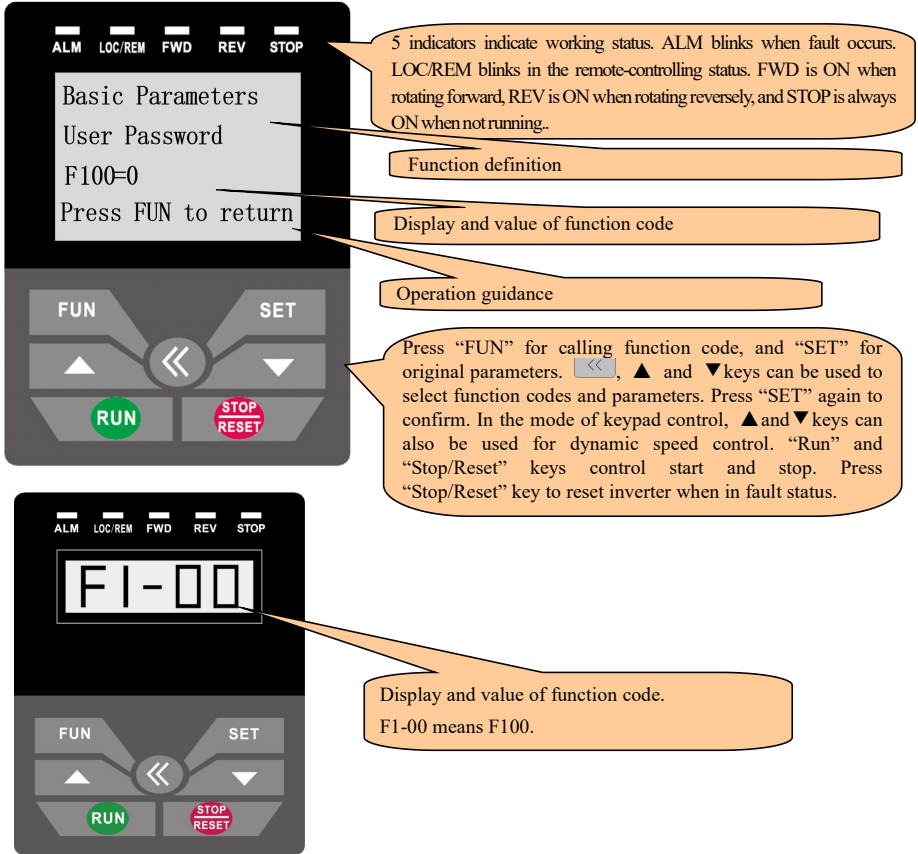 ALM LOC/REM FWD REV STOP
5 indicators indicate working status. ALM blinks when fault occurs.
LOC/REM blinks in the remote-controlling status. FWD is ON when
rotating forward, REV is ON when rotating reversely, and STOP is always
ON when not running..
Basic Parameters
User Password
F100=0
Press FUN to return
Function definition
Display and value of function code
Operation guidance
FUN SET
RUN STOP
RESET
Press “FUN” for calling function code, and “SET” for
original parameters. <<, ▲ and ▼keys can be used to
select function codes and parameters. Press “SET” again to
confirm. In the mode of keypad control, ▲and▼keys can
also be used for dynamic speed control. “Run” and
“Stop/Reset” keys control start and stop. Press
“Stop/Reset” key to reset inverter when in fault status.
ALM LOC/REM FWD REV STOP
F1-00
Display and value of function code.
F1-00 means F100.
FUN SET
RUN STOP
RESET